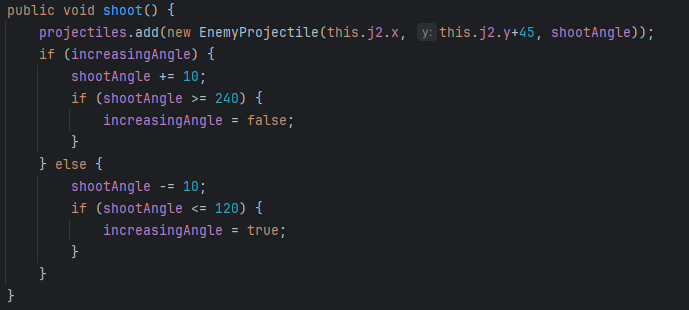 public void shoot() {
    projectiles.add(new EnemyProjectile(this.j2.x, y: this.j2.y+45, shootAngle));
    if (increasingAngle) {
        shootAngle += 10;
        if (shootAngle >= 240) {
            increasingAngle = false;
        }
    } else {
        shootAngle -= 10;
        if (shootAngle <= 120) {
            increasingAngle = true;
        }
    }
}